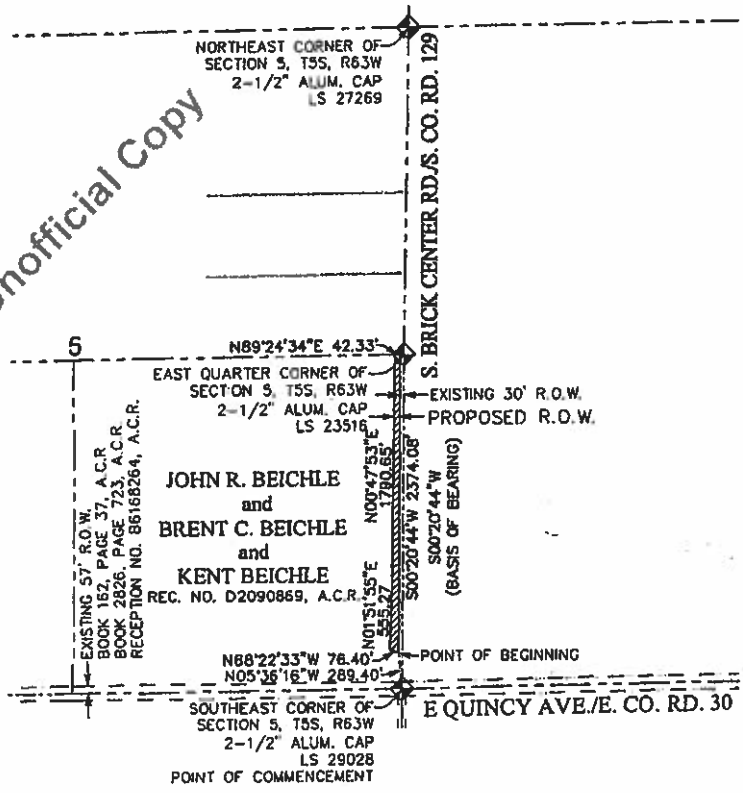 NORTHEAST CORNER OF
SECTION 5, T5S, R63W
2-1/2" ALUM. CAP
LS 27269
S. BRICK CENTER RD./S. CO. RD. 129
Unofficial Copy
5
N89°24'34"E 42.33'
EAST QUARTER CORNER OF
SECTION 5, T5S, R63W
2-1/2" ALUM. CAP
LS 23516
EXISTING 30' R.O.W.
PROPOSED R.O.W.
EXISTING 57' R.O.W.
BOOK 162, PAGE 37, A.C.R
BOOK 2826, PAGE 723, A.C.R
RECEPTION NO. 86168264, A.C.R.
JOHN R. BEICHLE
and
BRENT C. BEICHLE
and
KENT BEICHLE
REC. NO. D2090869, A.C.R.
N00°47'53"E
1790.65'
N01°51'55"E
555.27
S00°20'44"W 2374.08'
S00°20'44"W
(BASIS OF BEARING)
N68°22'33"W 76.40'
POINT OF BEGINNING
N05°36'16"W 289.40'
SOUTHEAST CORNER OF
SECTION 5, T5S, R63W
2-1/2" ALUM. CAP
LS 29028
POINT OF COMMENCEMENT
E QUINCY AVE./E. CO. RD. 30